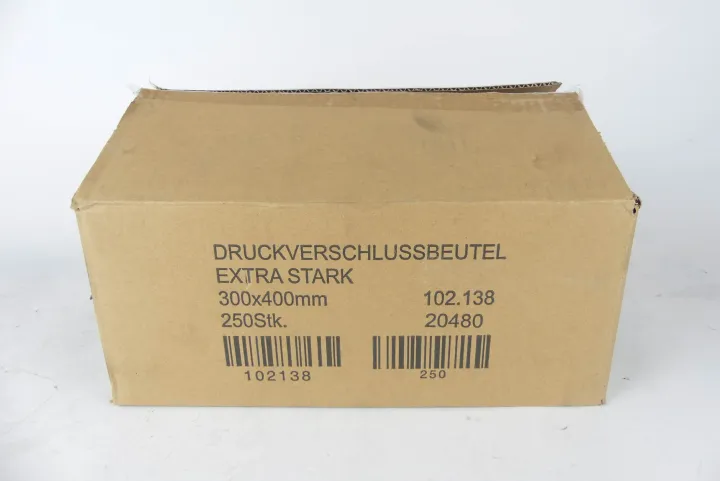 DRUCKVERSCHLUSSBEUTEL
EXTRA STARK
300x400mm 102.138
250Stk. 20480
102138 250